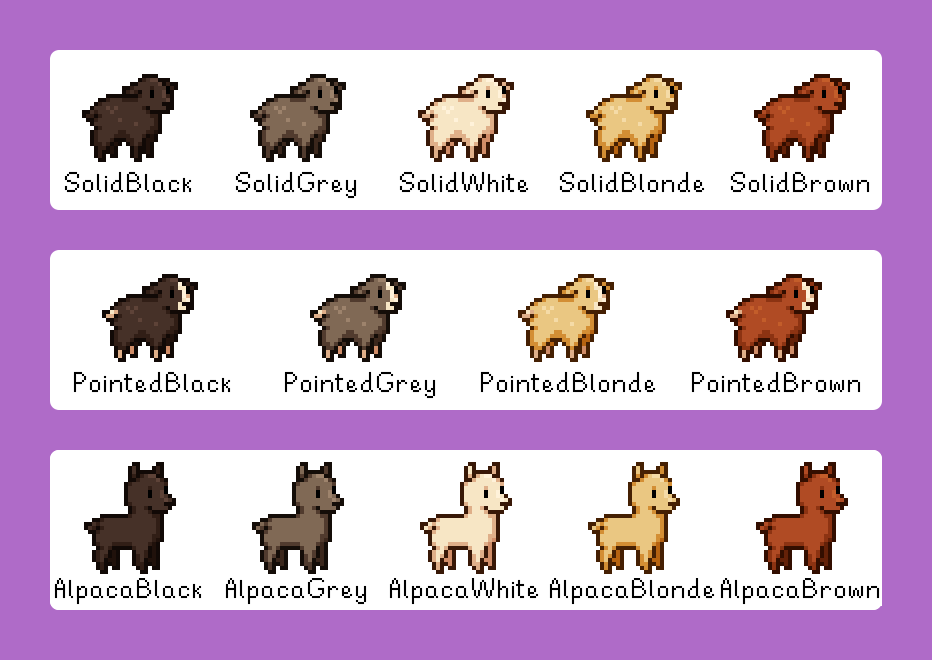 SolidBlack SolidGrey SolidWhite SolidBlonde SolidBrown
PointedBlack PointedGrey PointedBlonde PointedBrown
AlpacaBlack AlpacaGrey AlpacaWhite AlpacaBlonde AlpacaBrown